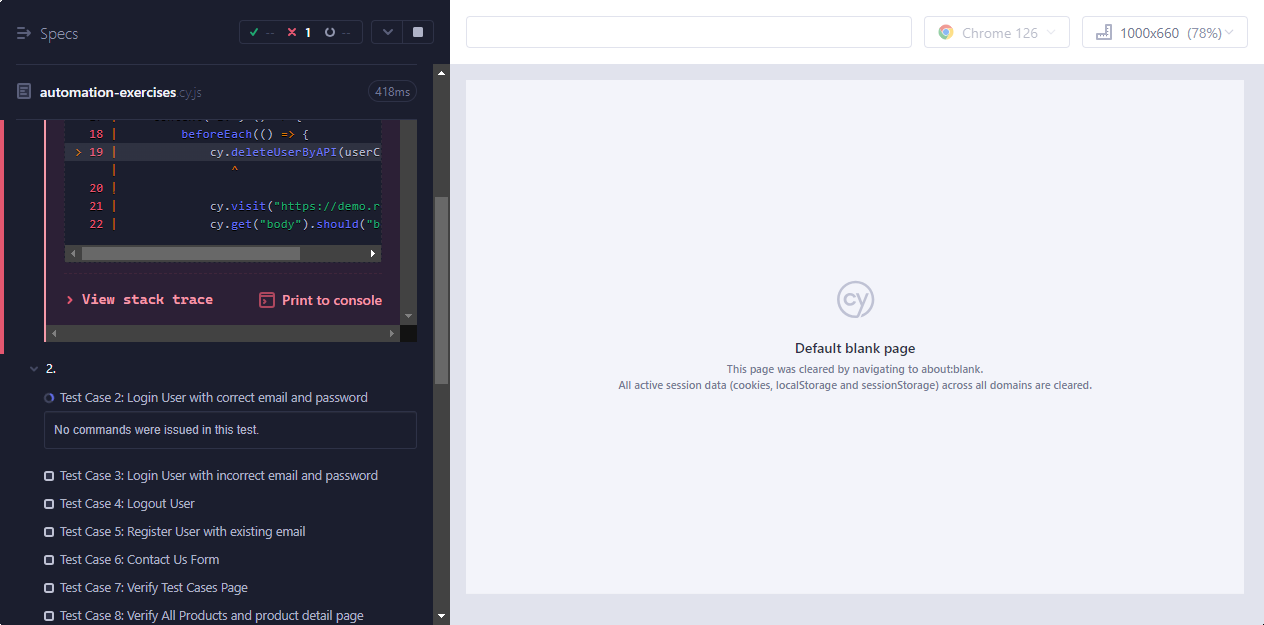 Specs
-- 1 --
Chrome 126
1000x660 (78%)
automation-exercises.cy.js
418ms
18 | beforeEach(() => {
> 19 | cy.deleteUserByAPI(userC
| ^
20 |
21 | cy.visit("https://demo.r
22 | cy.get("body").should("b
> View stack trace
Print to console
2.
Test Case 2: Login User with correct email and password
No commands were issued in this test.
Test Case 3: Login User with incorrect email and password
Test Case 4: Logout User
Test Case 5: Register User with existing email
Test Case 6: Contact Us Form
Test Case 7: Verify Test Cases Page
Test Case 8: Verify All Products and product detail page
cy
Default blank page
This page was cleared by navigating to about:blank.
All active session data (cookies, localStorage and sessionStorage) across all domains are cleared.